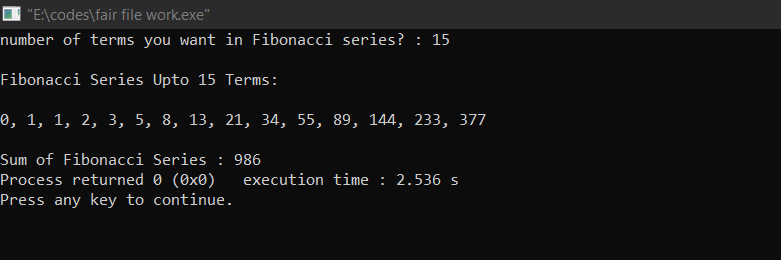 "E:\codes\fair file work.exe"
number of terms you want in Fibonacci series? : 15
Fibonacci Series Upto 15 Terms:
0, 1, 1, 2, 3, 5, 8, 13, 21, 34, 55, 89, 144, 233, 377
Sum of Fibonacci Series : 986
Process returned 0 (0x0)   execution time : 2.536 s
Press any key to continue.